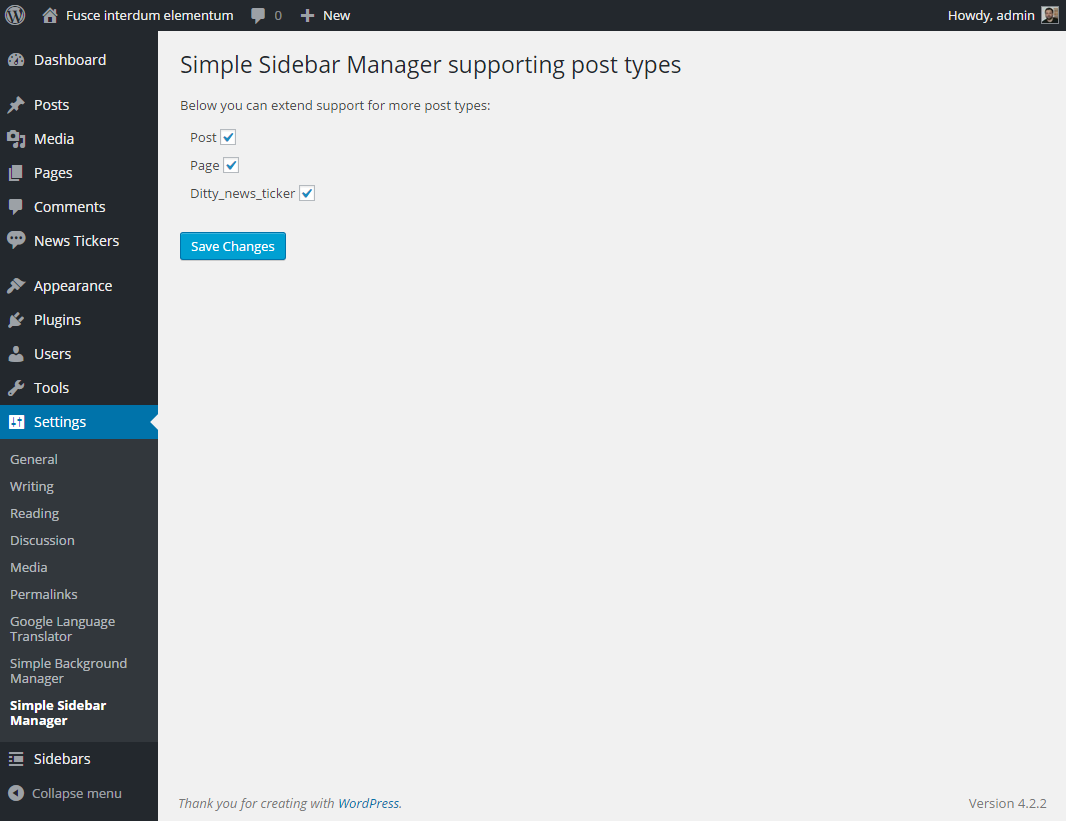 Fusce interdum elementum 0 New Howdy, admin
Dashboard
Posts
Media
Pages
Comments
News Tickers
Appearance
Plugins
Users
Tools
Settings
General
Writing
Reading
Discussion
Media
Permalinks
Google Language
Translator
Simple Background
Manager
Simple Sidebar
Manager
Sidebars
Collapse menu
Simple Sidebar Manager supporting post types
Below you can extend support for more post types:
Post
Page
Ditty_news_ticker
Save Changes
Thank you for creating with WordPress.
Version 4.2.2